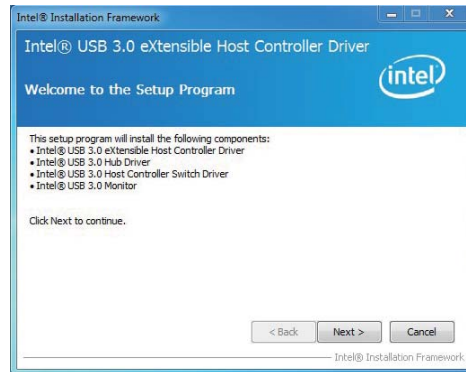 Intel® Installation Framework
X
Intel® USB 3.0 eXtensible Host Controller Driver
Welcome to the Setup Program
intel
This setup program will install the following components:
• Intel® USB 3.0 eXtensible Host Controller Driver
• Intel® USB 3.0 Hub Driver
• Intel® USB 3.0 Host Controller Switch Driver
• Intel® USB 3.0 Monitor
Click Next to continue.
< Back Next > Cancel
Intel® Installation Framework